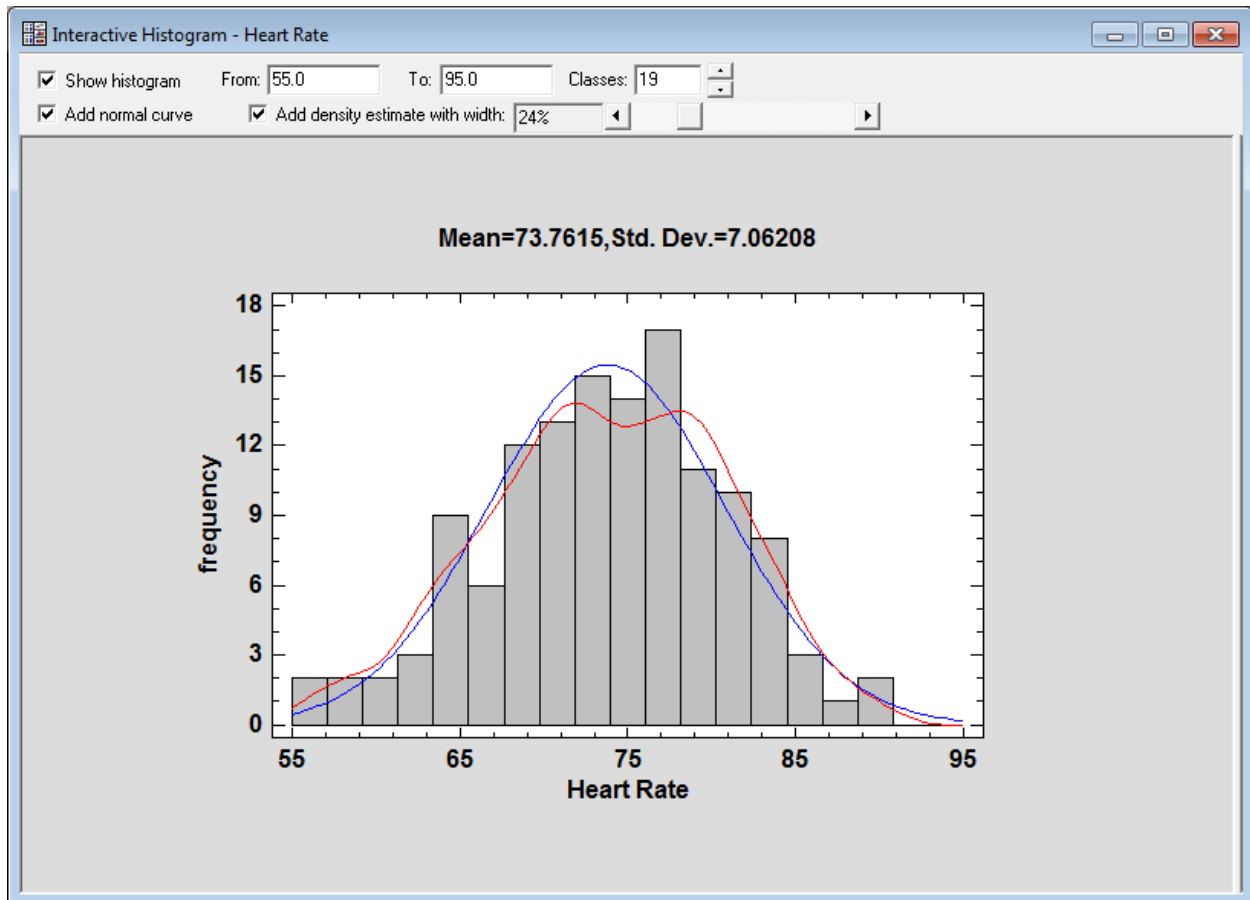 Interactive Histogram - Heart Rate
Show histogram From: 55.0 To: 95.0 Classes: 19
Add normal curve Add density estimate with width: 24%
Mean=73.7615,Std. Dev.=7.06208
18
15
12
9
6
3
0
frequency
55 65 75 85 95
Heart Rate